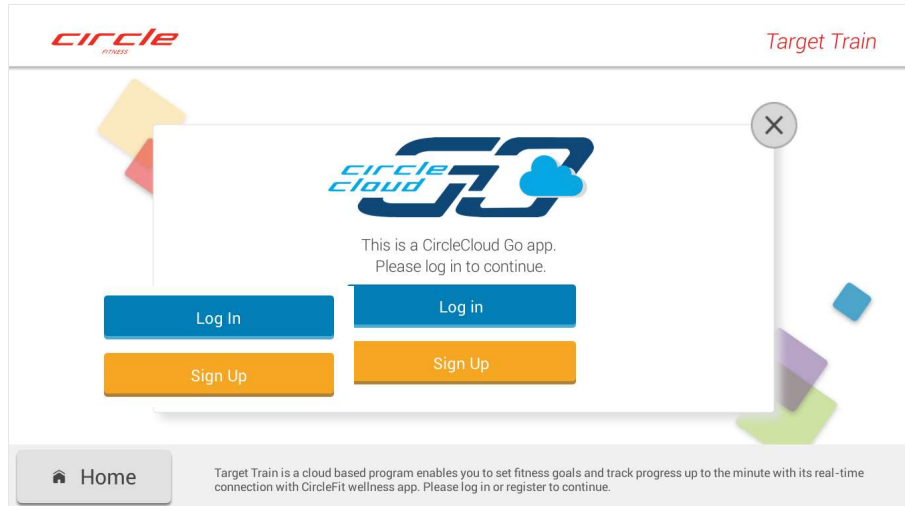 circle
FITNESS
Target Train
circle
cloud
GO
This is a CircleCloud Go app.
Please log in to continue.
Log In
Log in
Sign Up
Sign Up
Home
Target Train is a cloud based program enables you to set fitness goals and track progress up to the minute with its real-time
connection with CircleFit wellness app. Please log in or register to continue.